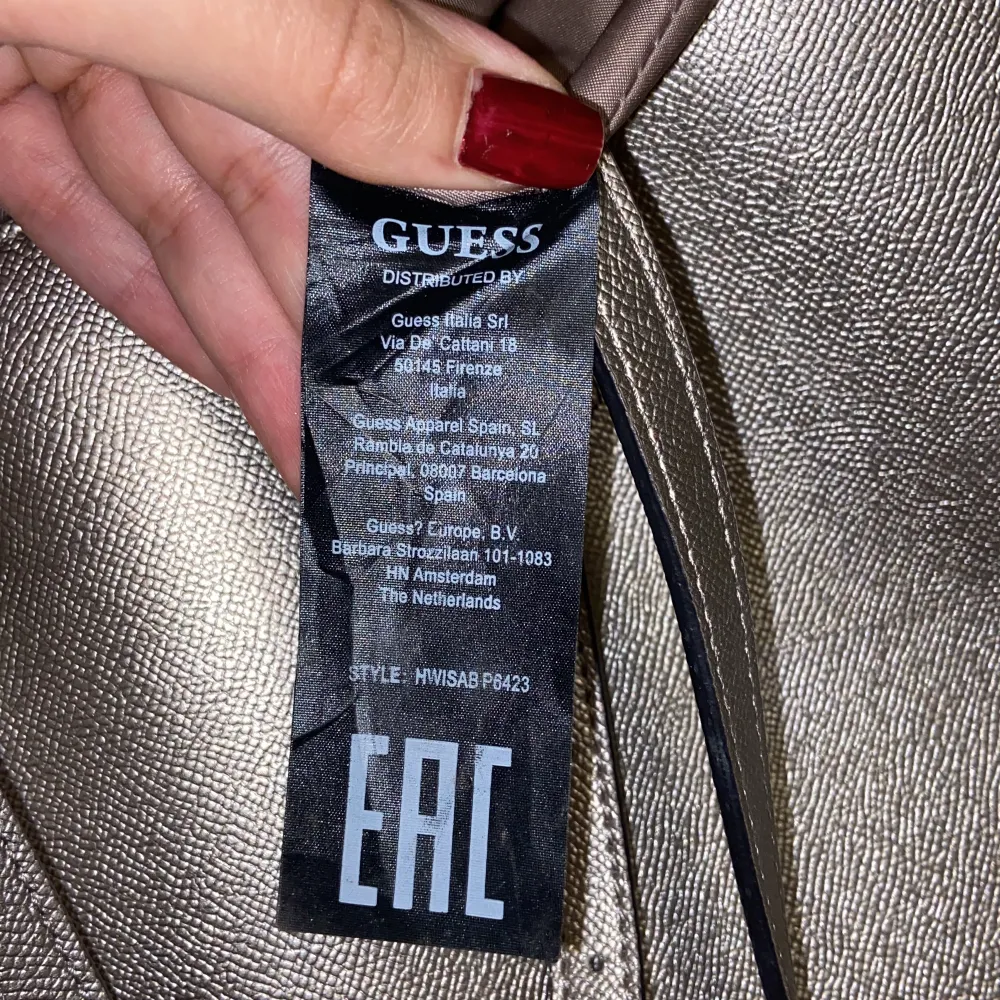 GUESS
DISTRIBUTED BY
Guess Italia Srl
Via De' Cattani 18
50145 Firenze
Italia
Guess Apparel Spain, SL
Rambla de Catalunya 20
Principal, 08007 Barcelona
Spain
Guess? Europe, B.V.
Barbara Strozzilaan 101-1083
HN Amsterdam
The Netherlands
STYLE: HWISAB P6423
EAC